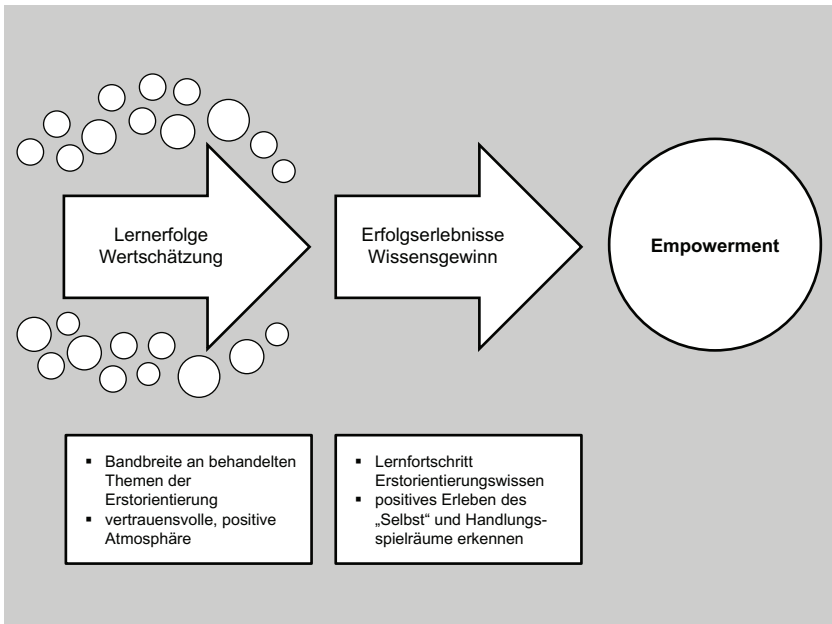 Lernerfolge
Wertschätzung
Erfolgserlebnisse
Wissensgewinn
Empowerment
▪ Bandbreite an behandelten
Themen der
Erstorientierung
▪ vertrauensvolle, positive
Atmosphäre
▪ Lernfortschritt
Erstorientierungswissen
▪ positives Erleben des
„Selbst“ und Handlungs-
spielräume erkennen